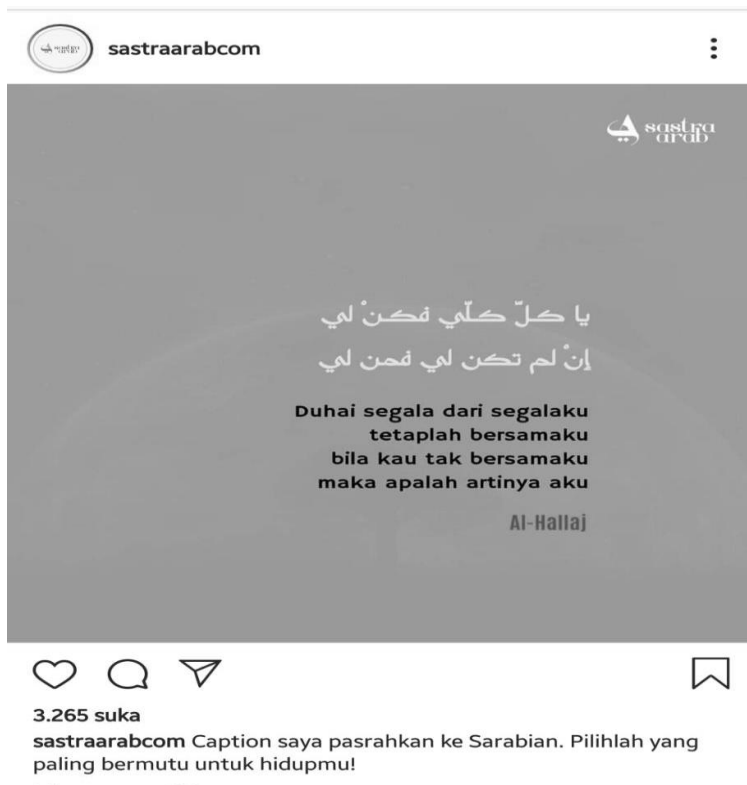 sastraarabcom
sastra
arab
يا كلّ كلّي فكنْ لي
إنْ لم تكن لي فمن لي
Duhai segala dari segalaku
tetaplah bersamaku
bila kau tak bersamaku
maka apalah artinya aku
Al-Hallaj
3.265 suka
sastraarabcom Caption saya pasrahkan ke Sarabian. Pilihlah yang
paling bermutu untuk hidupmu!